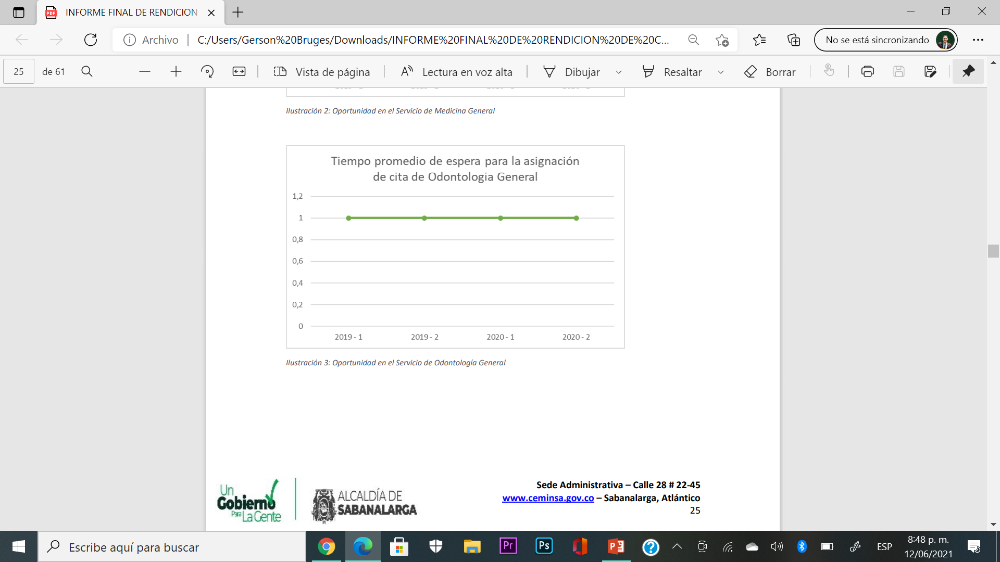 INFORME FINAL DE RENDICION
Archivo
C:/Users/Gerson%20Bruges/Downloads/INFORME%20FINAL%20DE%20RENDICION%20DE%20C...
No se está sincronizando
25
de 61
Vista de página
Lectura en voz alta
Dibujar
Resaltar
Borrar
Ilustración 2: Oportunidad en el Servicio de Medicina General
Tiempo promedio de espera para la asignación
de cita de Odontologia General
1,2
1
0,8
0,6
0,4
0,2
0
2019 - 1
2019 - 2
2020 - 1
2020 - 2
Ilustración 3: Oportunidad en el Servicio de Odontología General
Un
Gobierno
Para La Gente
ALCALDÍA DE
SABANALARGA
Sede Administrativa – Calle 28 # 22-45
www.ceminsa.gov.co – Sabanalarga, Atlántico
25
Escribe aquí para buscar
ESP
8:48 p. m.
12/06/2021